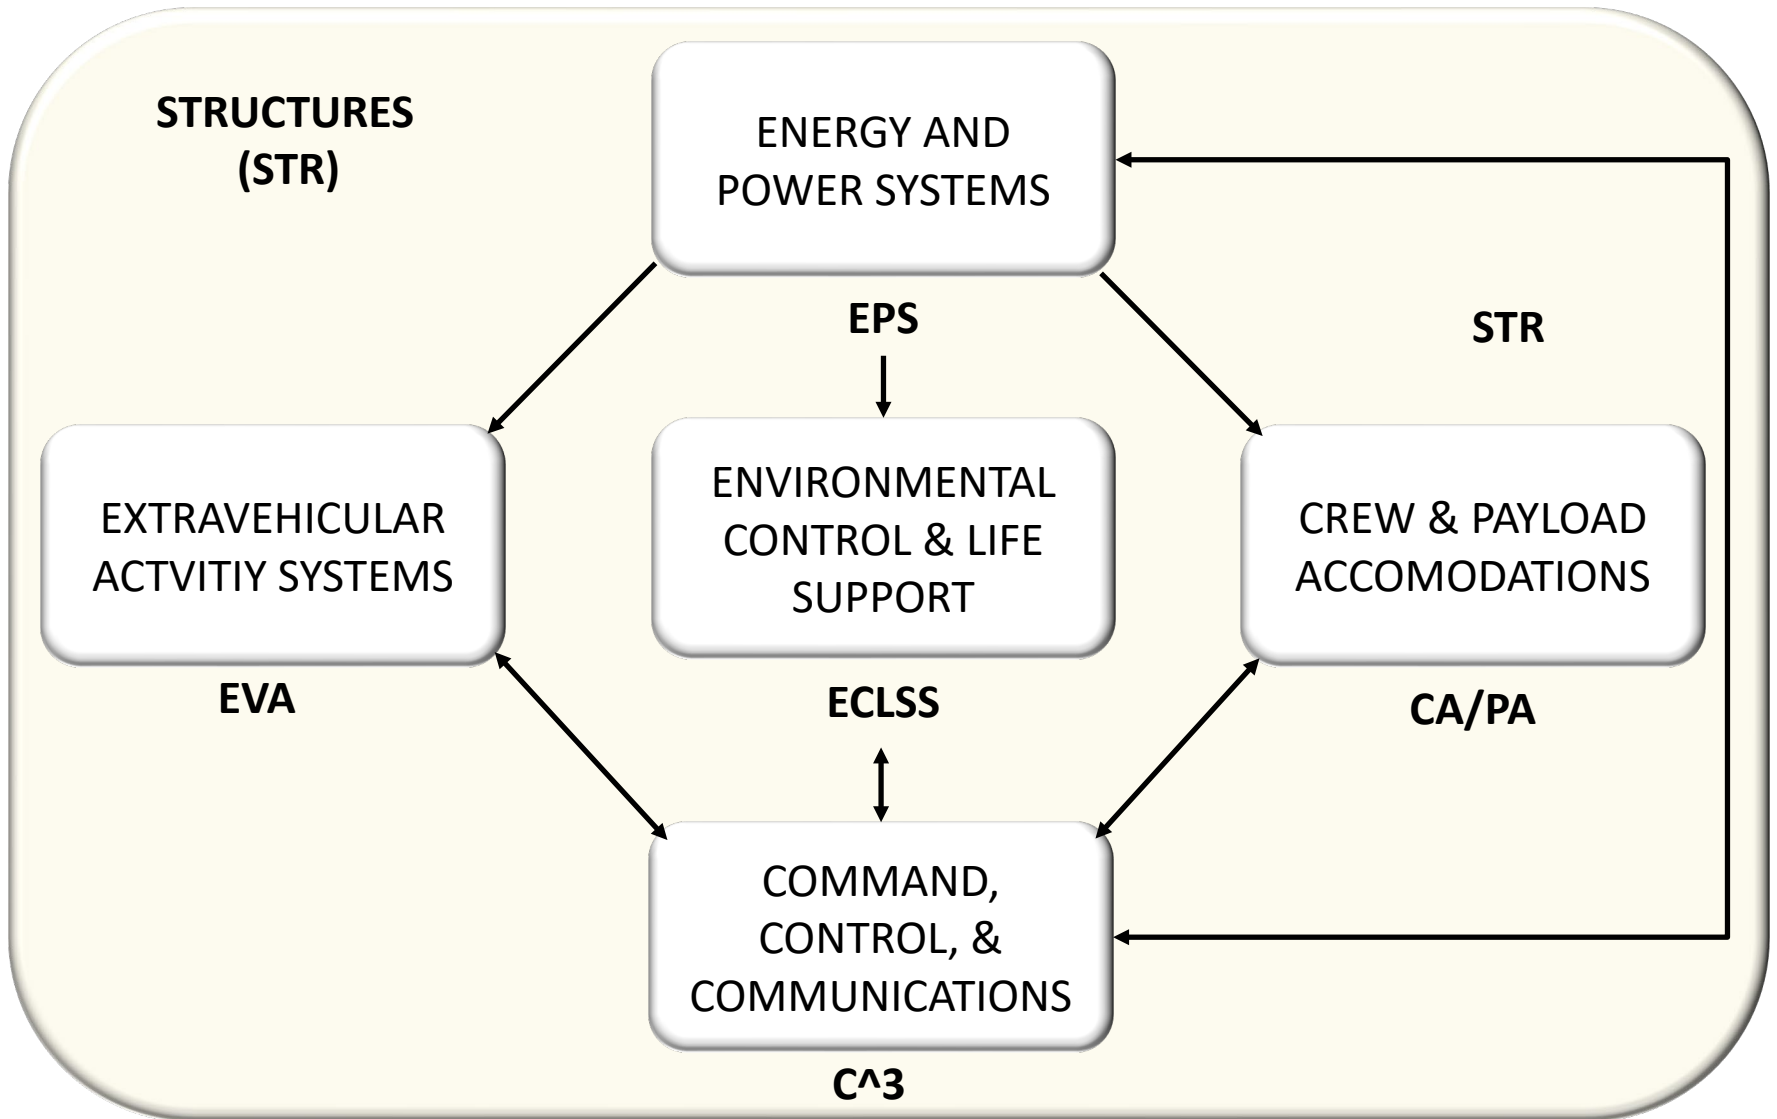 STRUCTURES
(STR)
ENERGY AND
POWER SYSTEMS
EPS
STR
EXTRAVEHICULAR
ACTVITIY SYSTEMS
EVA
ENVIRONMENTAL
CONTROL & LIFE
SUPPORT
ECLSS
CREW & PAYLOAD
ACCOMODATIONS
CA/PA
COMMAND,
CONTROL, &
COMMUNICATIONS
C^3